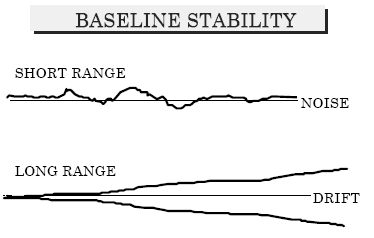 BASELINE STABILITY
SHORT RANGE
NOISE
LONG RANGE
DRIFT